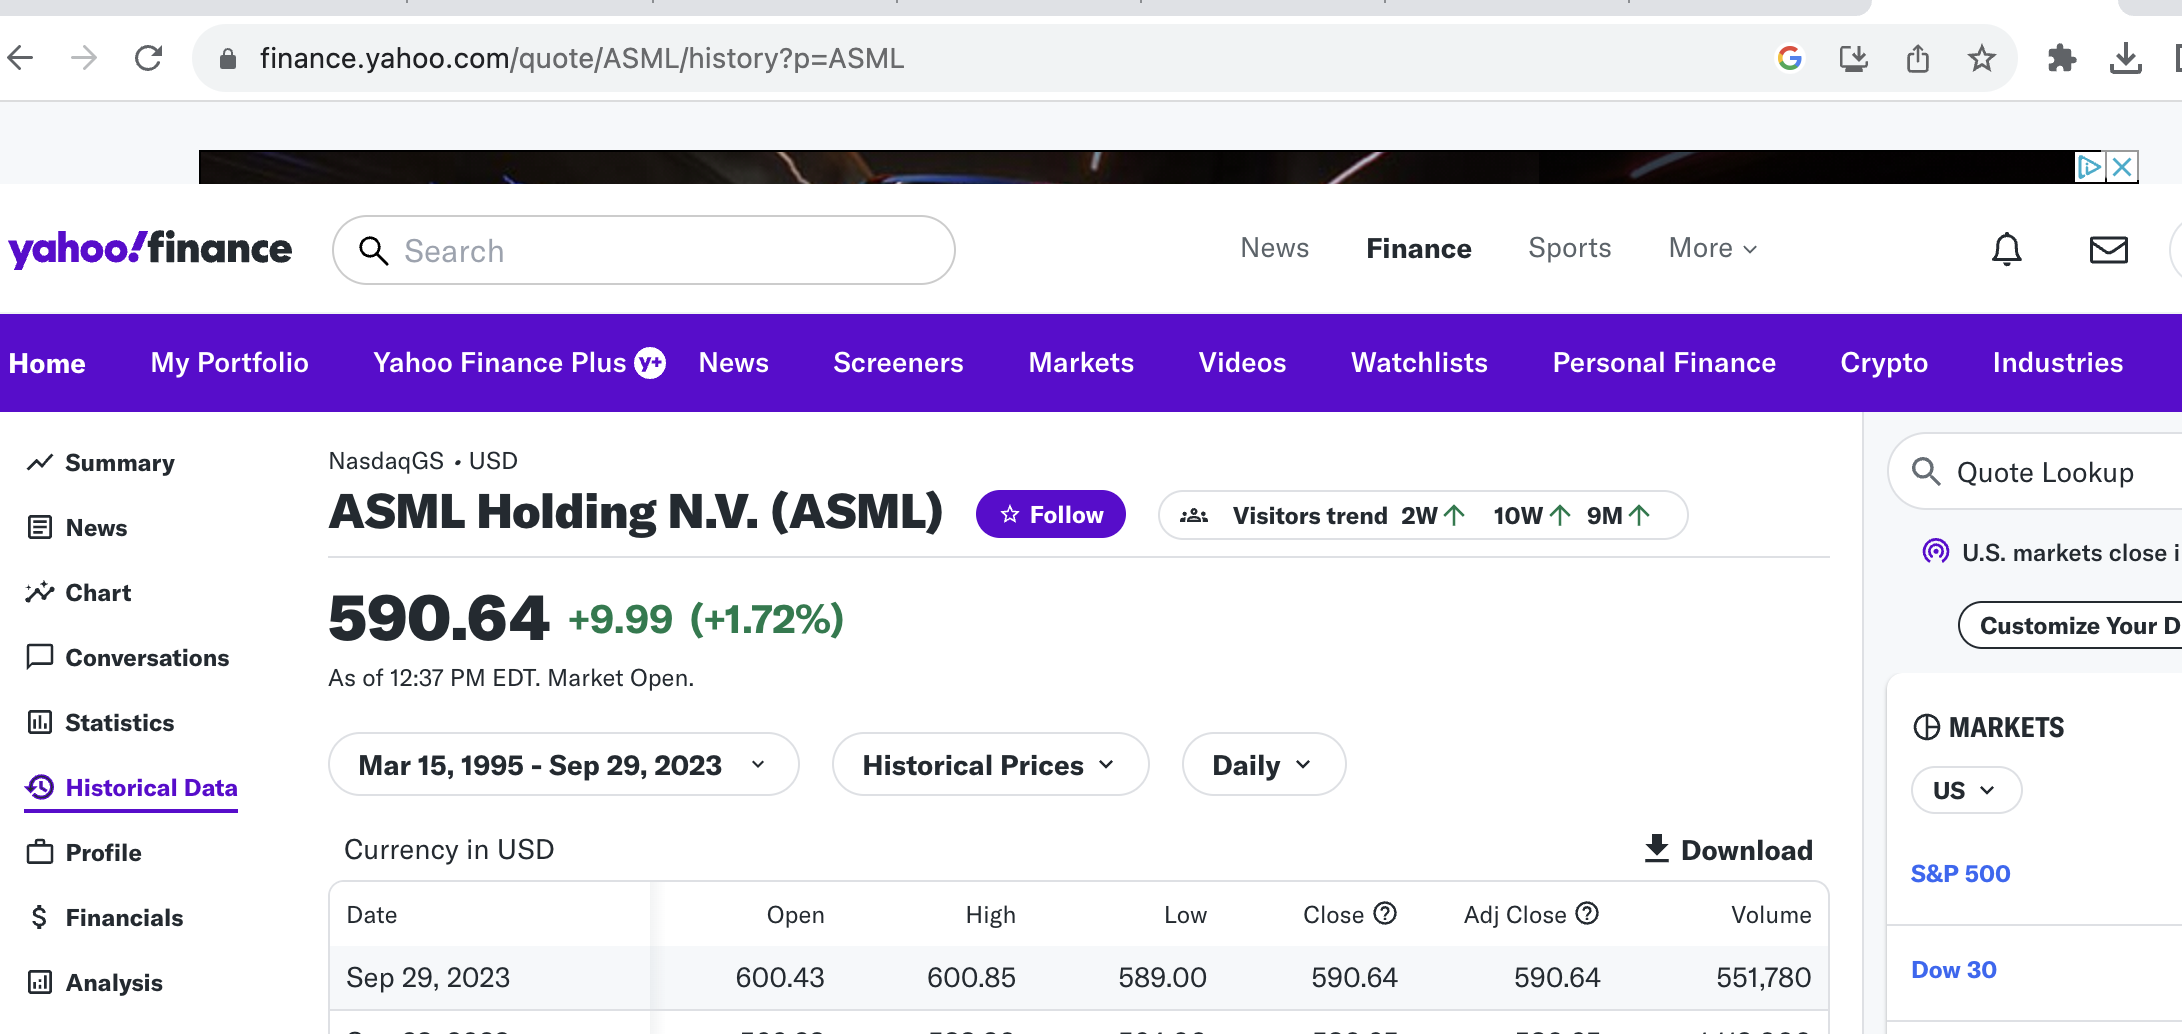 finance.yahoo.com/quote/ASML/history?p=ASML
yahoo!finance
Search
News Finance Sports More
Home My Portfolio Yahoo Finance Plus y+ News Screeners Markets Videos Watchlists Personal Finance Crypto Industries
Summary
News
Chart
Conversations
Statistics
Historical Data
Profile
Financials
Analysis
NasdaqGS • USD
ASML Holding N.V. (ASML) Follow Visitors trend 2W↑ 10W↑ 9M↑
590.64 +9.99 (+1.72%)
As of 12:37 PM EDT. Market Open.
Mar 15, 1995 - Sep 29, 2023 Historical Prices Daily
Currency in USD Download
Date Open High Low Close Adj Close Volume
Sep 29, 2023 600.43 600.85 589.00 590.64 590.64 551,780
Quote Lookup
U.S. markets close
Customize Your
MARKETS
US
S&P 500
Dow 30